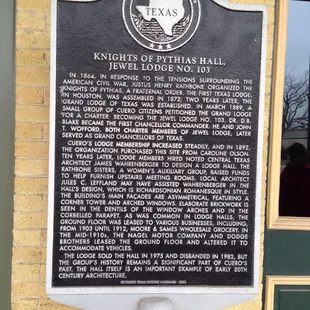 TEXAS
KNIGHTS OF PYTHIAS HALL,
JEWEL LODGE NO. 103
IN 1864, IN RESPONSE TO THE TENSIONS SURROUNDING THE
AMERICAN CIVIL WAR, JUSTUS HENRY RATHBONE ORGANIZED THE
KNIGHTS OF PYTHIAS, A FRATERNAL ORDER. THE FIRST TEXAS LODGE,
IN HOUSTON, WAS ASSEMBLED IN 1872; TWO YEARS LATER, THE
GRAND LODGE OF TEXAS WAS ESTABLISHED. IN MARCH 1889, A
SMALL GROUP OF CUERO CITIZENS PETITIONED THE GRAND LODGE
FOR A CHARTER, BECOMING THE JEWEL LODGE NO. 103. DR. D.B.
BLAKE BECAME THE FIRST CHANCELLOR COMMANDER. HE AND JOHN
T. WOFFORD, BOTH CHARTER MEMBERS OF JEWEL LODGE, LATER
SERVED AS GRAND CHANCELLORS OF TEXAS.
CUERO'S LODGE MEMBERSHIP INCREASED STEADILY, AND IN 1892,
THE ORGANIZATION PURCHASED THIS SITE FROM CAROLINE OLSON.
TEN YEARS LATER, LODGE MEMBERS HIRED NOTED CENTRAL TEXAS
ARCHITECT JAMES WAHRENBERGER TO DESIGN A LODGE HALL. THE
RATHBONE SISTERS, A WOMEN'S AUXILIARY GROUP, RAISED FUNDS
TO HELP FURNISH UPSTAIRS MEETING ROOMS. LOCAL ARCHITECT
JULES C. LEFFLAND MAY HAVE ASSISTED WAHRENBERGER IN THE
HALL'S DESIGN, WHICH IS RICHARDSONIAN ROMANESQUE IN STYLE.
THE BUILDING'S MAIN FAÇADES ARE ASYMMETRICAL, FEATURING A
CORNER TOWER AND ARCHED WINDOWS. ELABORATE BRICKWORK IS
SEEN IN THE DENTILS OF THE WINDOW ARCHES AND IN THE
CORBELLED PARAPET. AS WAS COMMON IN LODGE HALLS, THE
GROUND FLOOR WAS LEASED TO VARIOUS BUSINESSES, INCLUDING,
FROM 1903 UNTIL 1912, MOORE & SAMES WHOLESALE GROCERY. IN
THE MID-1910s, THE NAGEL MOTOR COMPANY AND DODGE
BROTHERS LEASED THE GROUND FLOOR AND ALTERED IT TO
ACCOMMODATE VEHICLES.
THE LODGE SOLD THE HALL IN 1975 AND DISBANDED IN 1982, BUT
THE GROUP'S HISTORY REMAINS A SIGNIFICANT PART OF CUERO'S
PAST. THE HALL ITSELF IS AN IMPORTANT EXAMPLE OF EARLY 20TH
CENTURY ARCHITECTURE.
RECORDED TEXAS HISTORIC LANDMARK –